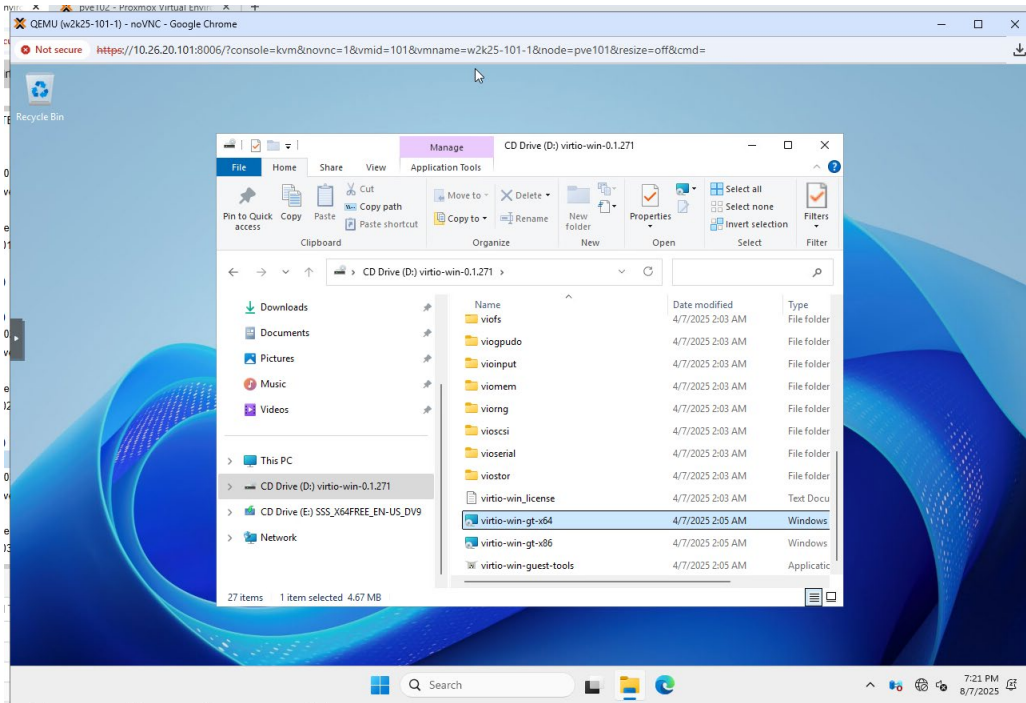 pve102 - Proxmox Virtual Envir
QEMU (w2k25-101-1) - noVNC - Google Chrome
Not secure https://10.26.20.101:8006/?console=kvm&novnc=1&vmid=101&vmname=w2k25-101-1&node=pve101&resize=off&cmd=
Recycle Bin
Manage CD Drive (D:) virtio-win-0.1.271
File Home Share View Application Tools
Pin to Quick access
Copy
Paste
Cut
Copy path
Paste shortcut
Move to
Copy to
Delete
Rename
New folder
Properties
Select all
Select none
Invert selection
Filters
Clipboard Organize New Open Select Filter
CD Drive (D:) virtio-win-0.1.271
Downloads
Documents
Pictures
Music
Videos
This PC
CD Drive (D:) virtio-win-0.1.271
CD Drive (E:) SSS_X64FREE_EN-US_DV9
Network
Name Date modified Type
viofs 4/7/2025 2:03 AM File folder
viogpudo 4/7/2025 2:03 AM File folder
vioinput 4/7/2025 2:03 AM File folder
viomem 4/7/2025 2:03 AM File folder
viorng 4/7/2025 2:03 AM File folder
vioscsi 4/7/2025 2:03 AM File folder
vioserial 4/7/2025 2:03 AM File folder
viostor 4/7/2025 2:03 AM File folder
virtio-win_license 4/7/2025 2:03 AM Text Docu
virtio-win-gt-x64 4/7/2025 2:05 AM Windows
virtio-win-gt-x86 4/7/2025 2:05 AM Windows
virtio-win-guest-tools 4/7/2025 2:05 AM Applicatic
27 items 1 item selected 4.67 MB
Search
7:21 PM
8/7/2025